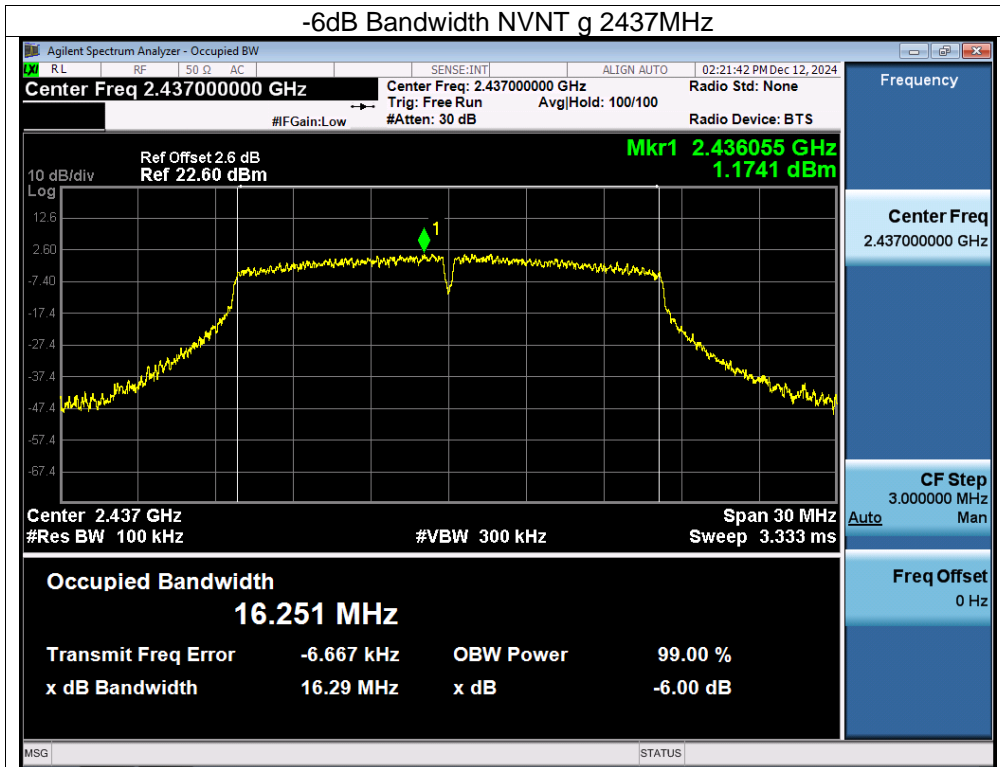 -6dB Bandwidth NVNT g 2437MHz
Agilent Spectrum Analyzer - Occupied BW
LXI RL RF 50 Ω AC SENSE:INT ALIGN AUTO 02:21:42 PM Dec 12, 2024
Center Freq 2.437000000 GHz
Center Freq: 2.437000000 GHz
Radio Std: None
Trig: Free Run Avg|Hold: 100/100
#IFGain:Low #Atten: 30 dB
Radio Device: BTS
Ref Offset 2.6 dB
10 dB/div Ref 22.60 dBm
Mkr1 2.436055 GHz
1.1741 dBm
Log
12.6
2.60
-7.40
-17.4
-27.4
-37.4
-47.4
-57.4
-67.4
1
Center 2.437 GHz Span 30 MHz
#Res BW 100 kHz #VBW 300 kHz Sweep 3.333 ms
Occupied Bandwidth
16.251 MHz
Transmit Freq Error -6.667 kHz OBW Power 99.00 %
x dB Bandwidth 16.29 MHz x dB -6.00 dB
MSG STATUS
Frequency
Center Freq
2.437000000 GHz
CF Step
3.000000 MHz
Auto Man
Freq Offset
0 Hz